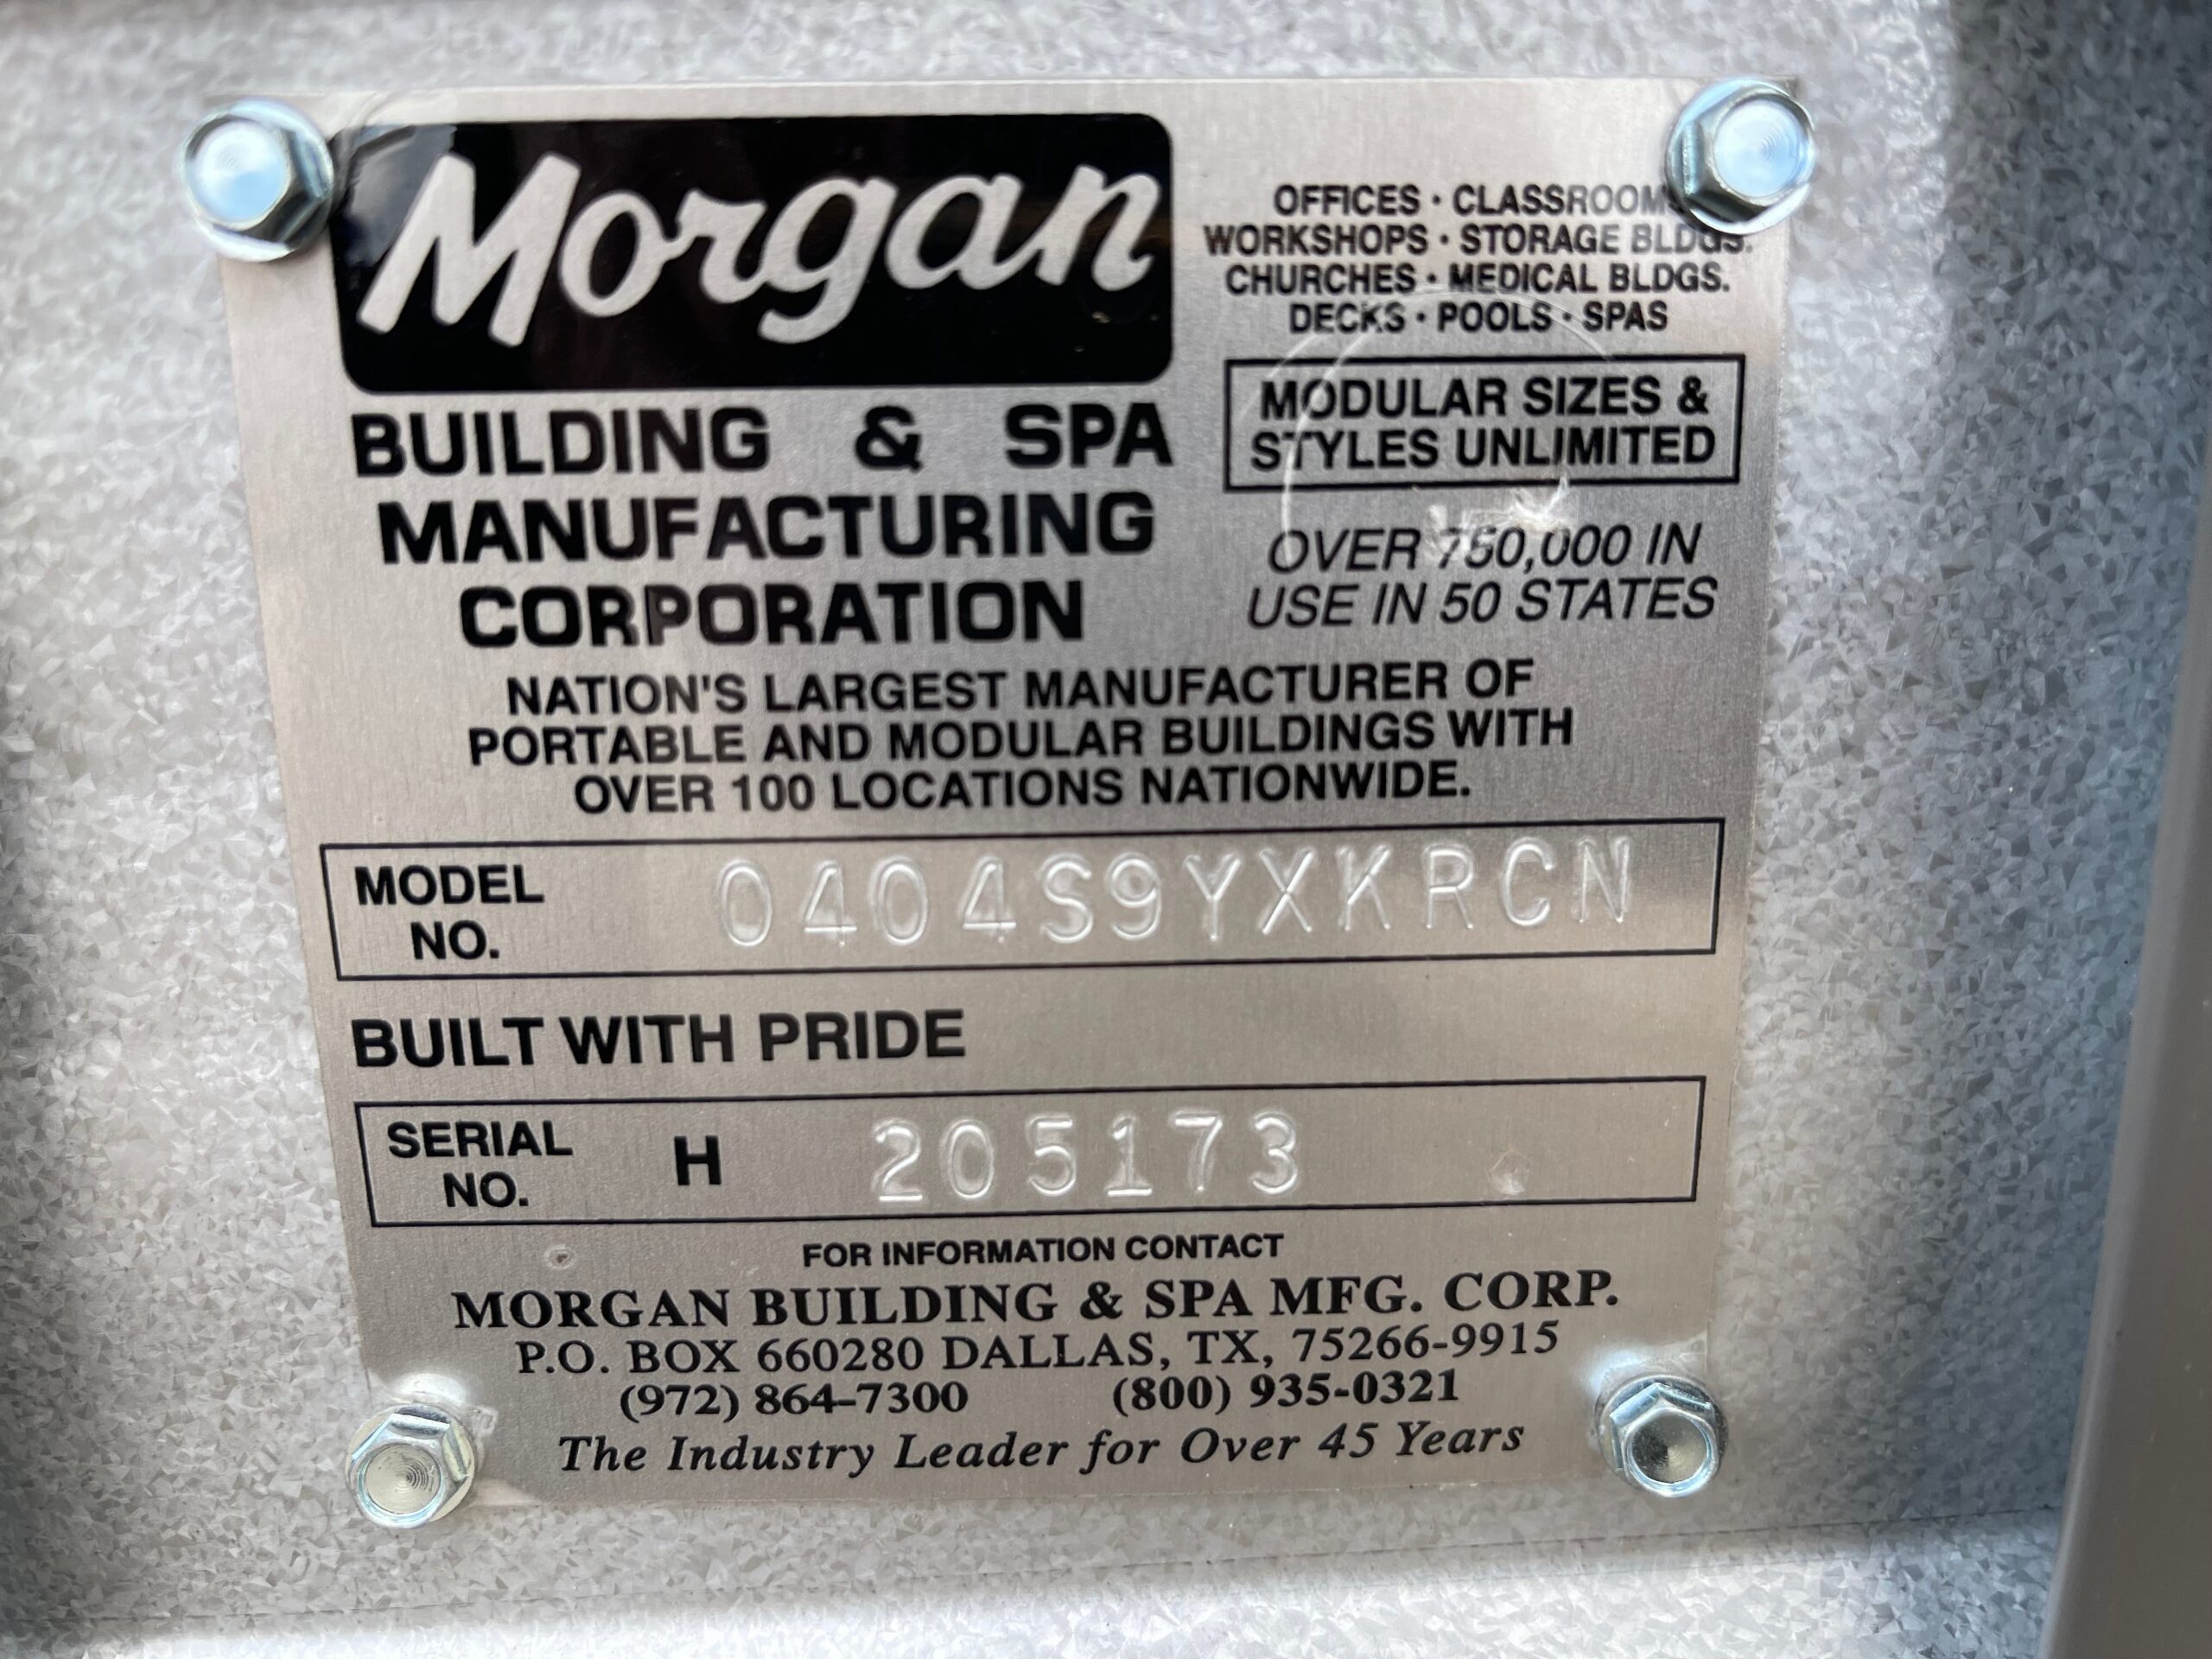 Morgan
BUILDING & SPA
MANUFACTURING
CORPORATION
OFFICES · CLASSROOMS
WORKSHOPS · STORAGE BLDGS.
CHURCHES · MEDICAL BLDGS.
DECKS · POOLS · SPAS
MODULAR SIZES &
STYLES UNLIMITED
OVER 750,000 IN
USE IN 50 STATES
NATION'S LARGEST MANUFACTURER OF
PORTABLE AND MODULAR BUILDINGS WITH
OVER 100 LOCATIONS NATIONWIDE.
MODEL NO. 0404S9YXKRCN
BUILT WITH PRIDE
SERIAL NO. H 205173
FOR INFORMATION CONTACT
MORGAN BUILDING & SPA MFG. CORP.
P.O. BOX 660280 DALLAS, TX, 75266-9915
(972) 864-7300 (800) 935-0321
The Industry Leader for Over 45 Years